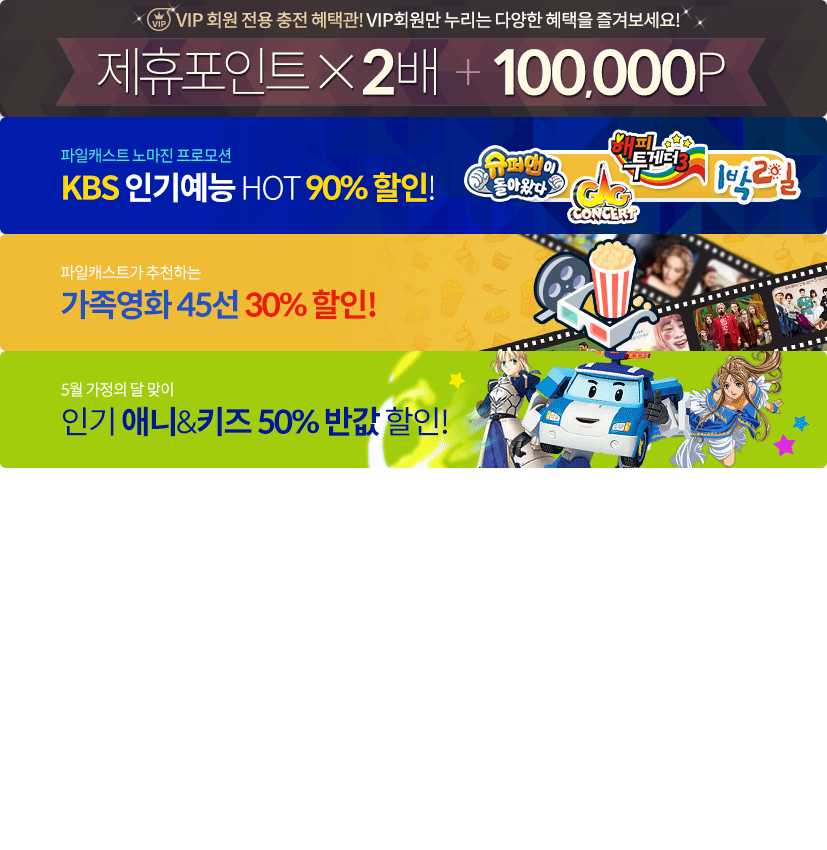 VIP VIP 회원 전용 충전 혜택관! VIP회원만 누리는 다양한 혜택을 즐겨보세요!
제휴포인트×2배 + 100,000P
파일캐스트 노마진 프로모션
KBS 인기예능 HOT 90% 할인!
슈퍼맨이 돌아왔다
해피투게더3
GAG CONCERT
1박2일
파일캐스트가 추천하는
가족영화 45선 30% 할인!
5월 가정의 달 맞이
인기 애니&키즈 50% 반값 할인!